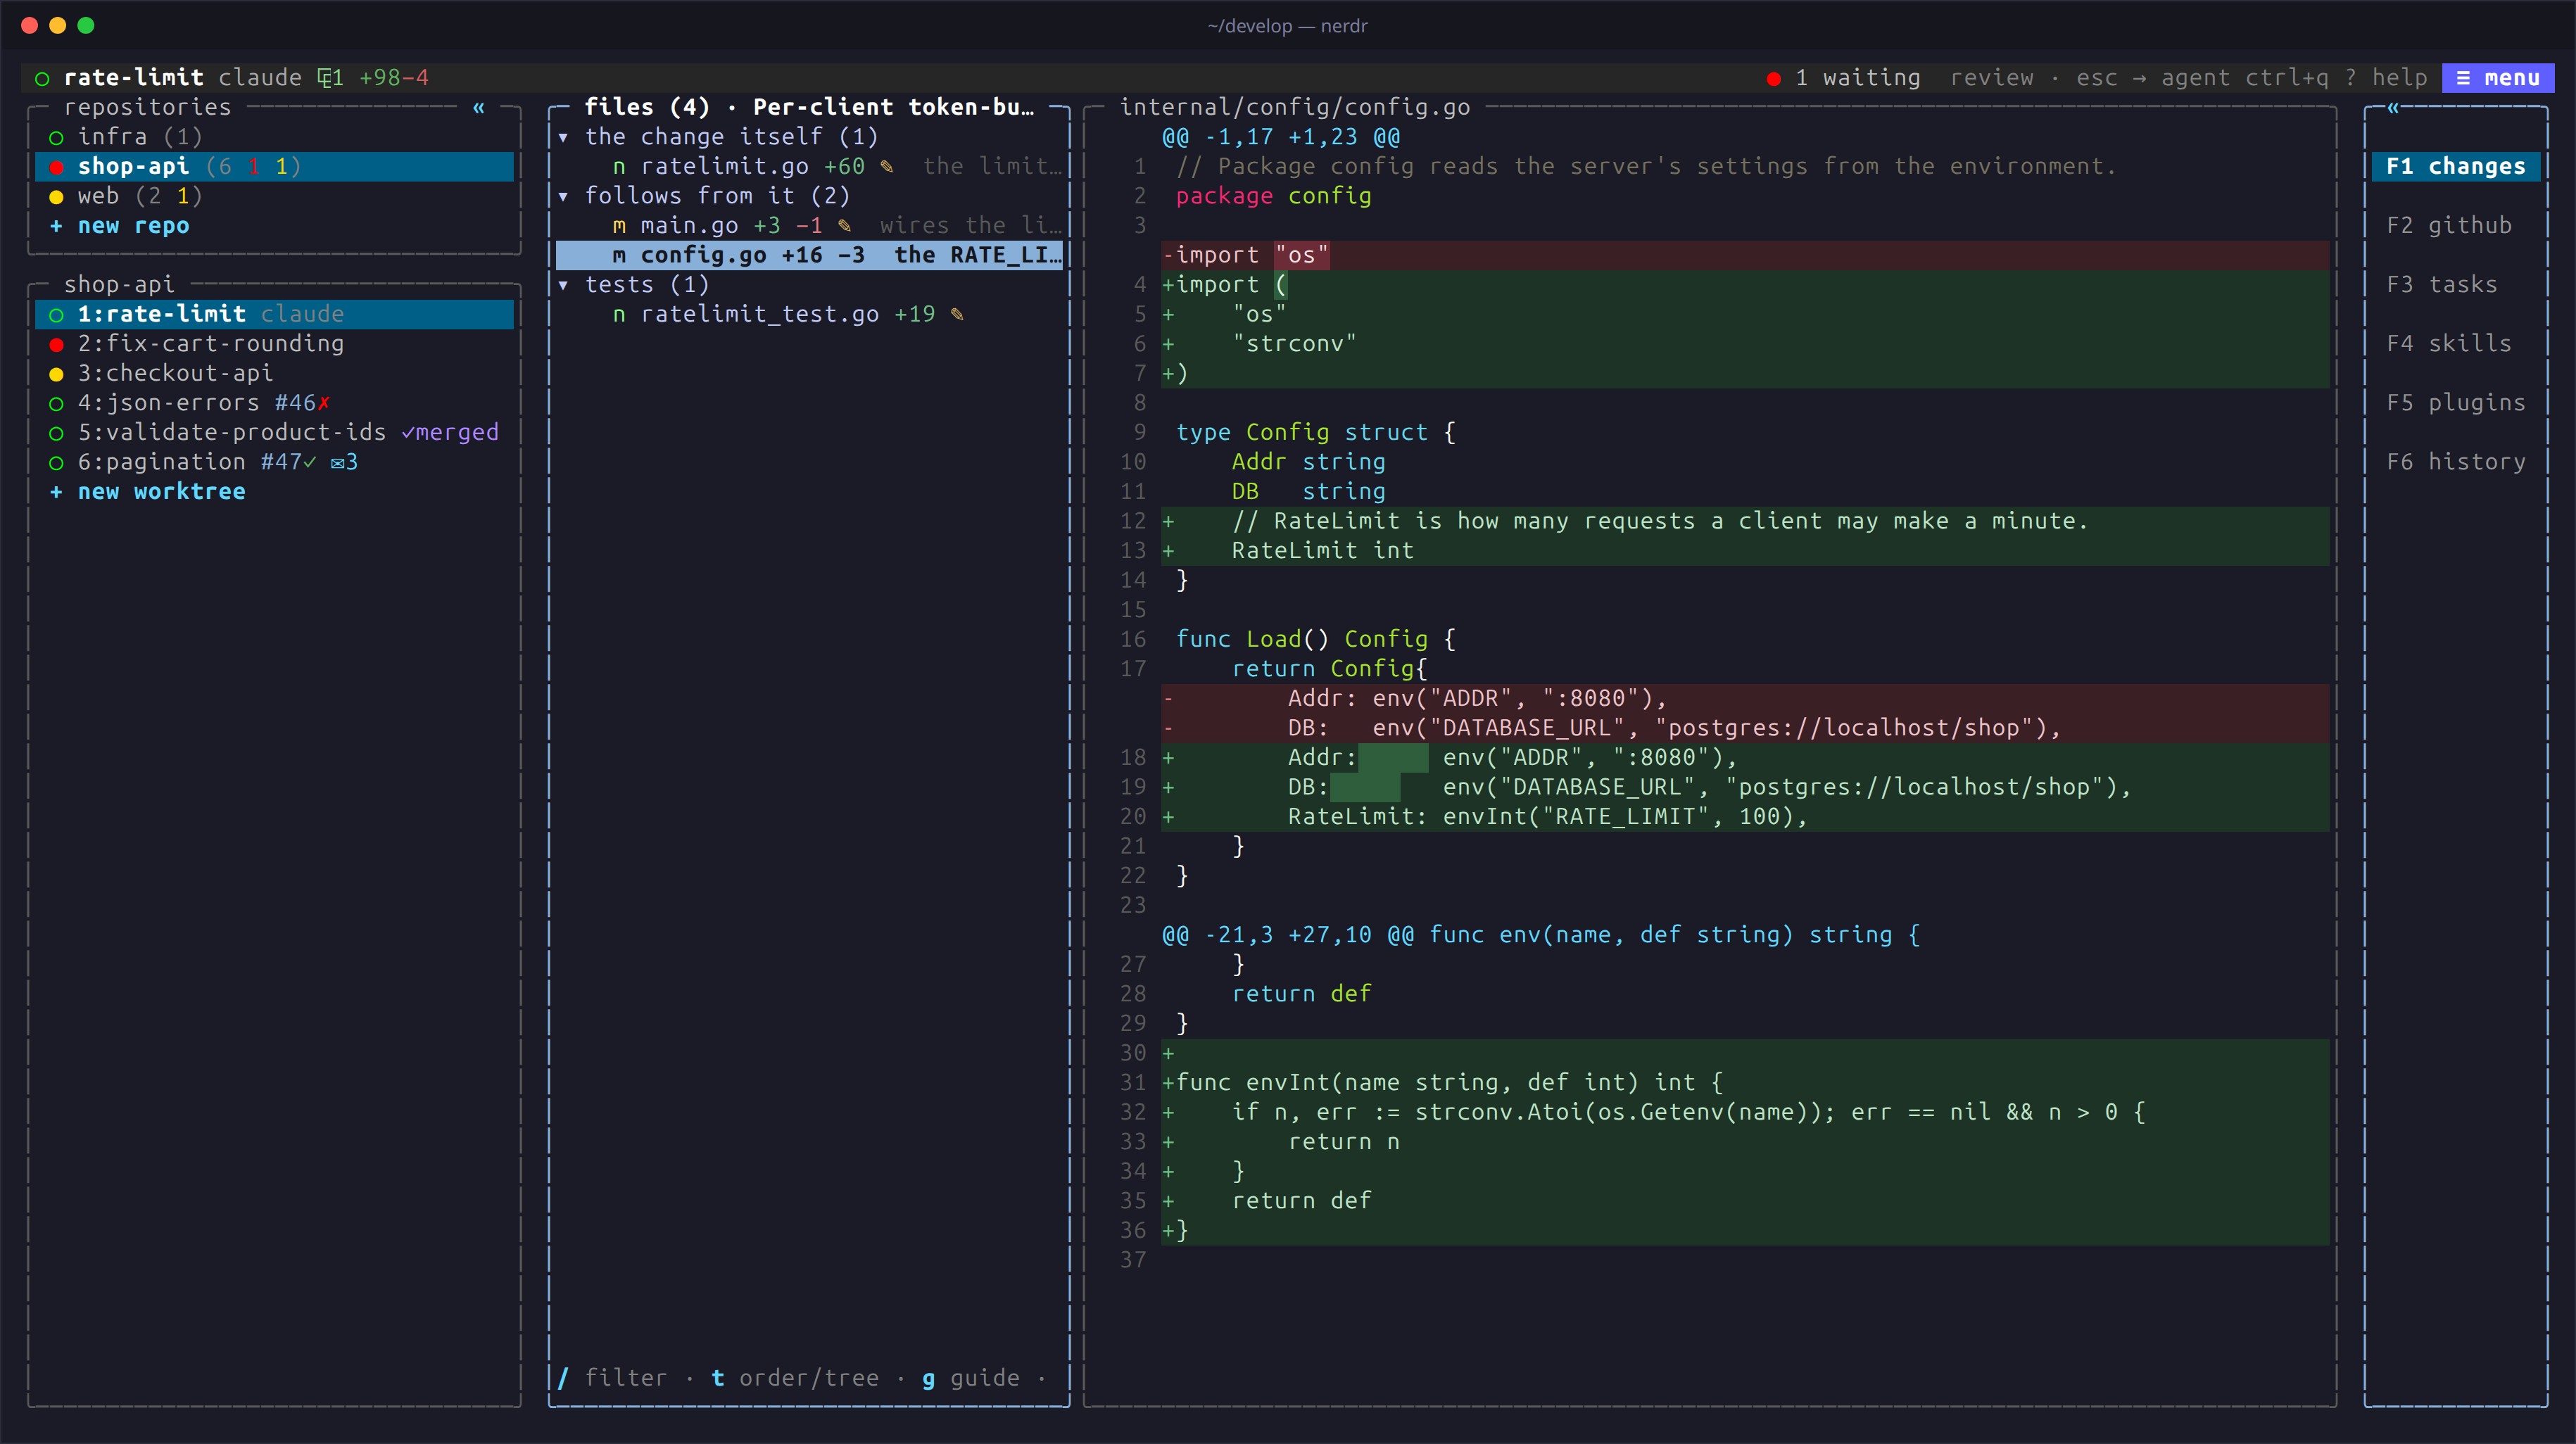 ~/develop — nerdr
○ rate-limit claude 1 +98−4
● 1 waiting review · esc → agent ctrl+q ? help ≡ menu
repositories «
○ infra (1)
● shop-api (6 1 1)
● web (2 1)
+ new repo
shop-api
○ 1:rate-limit claude
● 2:fix-cart-rounding
● 3:checkout-api
○ 4:json-errors #46✗
○ 5:validate-product-ids ✓merged
○ 6:pagination #47✓ ✉3
+ new worktree
files (4) · Per-client token-bu…
▾ the change itself (1)
n ratelimit.go +60 ✎ the limit…
▾ follows from it (2)
m main.go +3 −1 ✎ wires the li…
m config.go +16 −3 the RATE_LI…
▾ tests (1)
n ratelimit_test.go +19 ✎
/ filter · t order/tree · g guide ·
internal/config/config.go
@@ -1,17 +1,23 @@
1 // Package config reads the server's settings from the environment.
2 package config
3
-import "os"
4 +import (
5 + "os"
6 + "strconv"
7 +)
8
9 type Config struct {
10 Addr string
11 DB string
12 + // RateLimit is how many requests a client may make a minute.
13 + RateLimit int
14 }
15
16 func Load() Config {
17 return Config{
- Addr: env("ADDR", ":8080"),
- DB: env("DATABASE_URL", "postgres://localhost/shop"),
18 + Addr: env("ADDR", ":8080"),
19 + DB: env("DATABASE_URL", "postgres://localhost/shop"),
20 + RateLimit: envInt("RATE_LIMIT", 100),
21 }
22 }
23
@@ -21,3 +27,10 @@ func env(name, def string) string {
27 }
28 return def
29 }
30 +
31 +func envInt(name string, def int) int {
32 + if n, err := strconv.Atoi(os.Getenv(name)); err == nil && n > 0 {
33 + return n
34 + }
35 + return def
36 +}
37
«
F1 changes
F2 github
F3 tasks
F4 skills
F5 plugins
F6 history